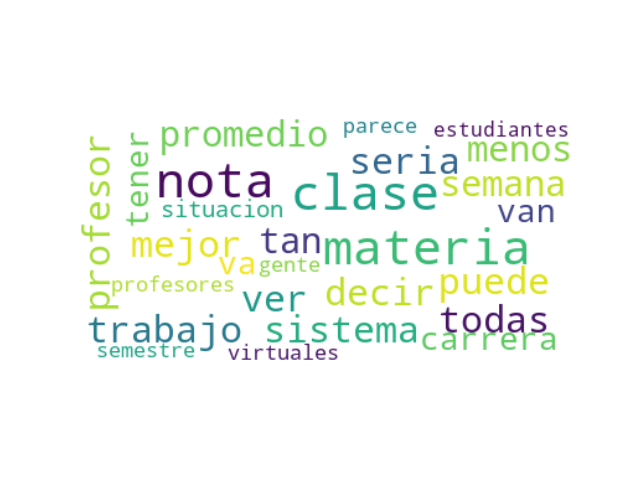 promedio
parece
estudiantes
profesor
tener
nota
clase
seria
menos
semana
situacion
van
mejor
va
gente
tan
materia
profesores
ver
decir
puede
trabajo
sistema
todas
carrera
semestre
virtuales